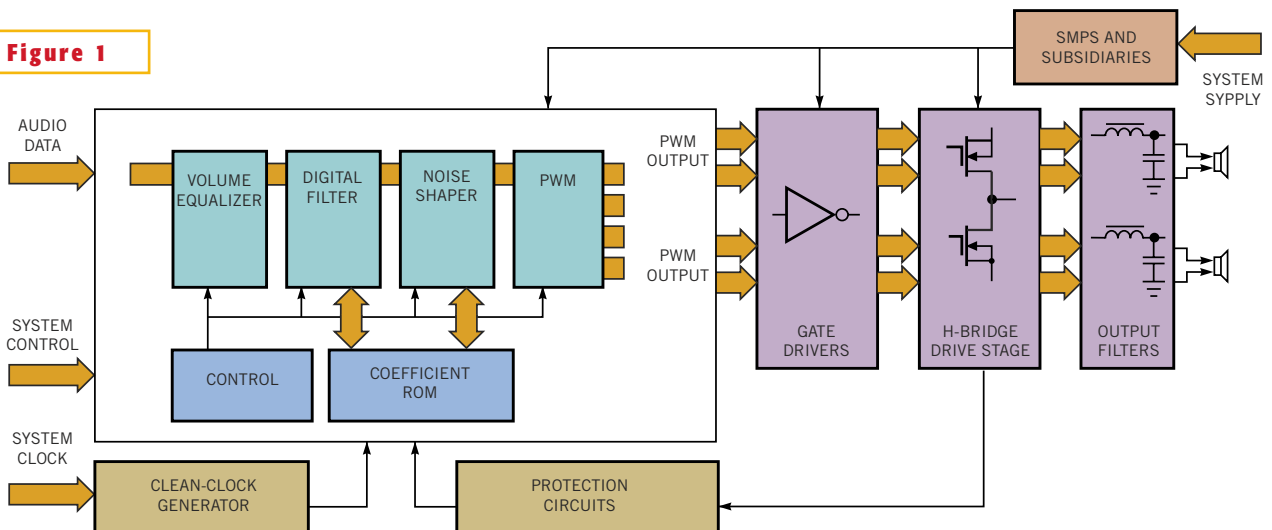 Figure 1
SMPS AND
SUBSIDIARIES
SYSTEM
SYPPLY
AUDIO
DATA
VOLUME
EQUALIZER
DIGITAL
FILTER
NOISE
SHAPER
PWM
PWM
OUTPUT
PWM
OUTPUT
SYSTEM
CONTROL
CONTROL
COEFFICIENT
ROM
GATE
DRIVERS
H-BRIDGE
DRIVE STAGE
OUTPUT
FILTERS
SYSTEM
CLOCK
CLEAN-CLOCK
GENERATOR
PROTECTION
CIRCUITS